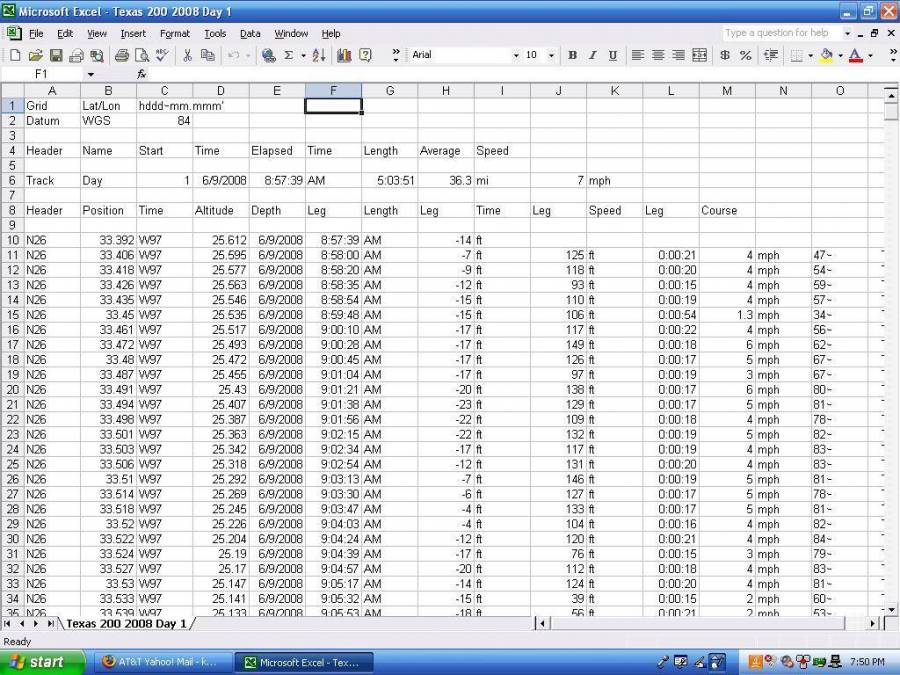 Microsoft Excel - Texas 200 2008 Day 1
File Edit View Insert Format Tools Data Window Help Type a question for help
Arial 10 B I U $ %
F1 fx
A B C D E F G H I J K L M N O
1 Grid Lat/Lon hddd~mm.mmm'
2 Datum WGS 84
3
4 Header Name Start Time Elapsed Time Length Average Speed
5
6 Track Day 1 6/9/2008 8:57:39 AM 5:03:51 36.3 mi 7 mph
7
8 Header Position Time Altitude Depth Leg Length Leg Time Leg Speed Leg Course
9
10 N26 33.392 W97 25.612 6/9/2008 8:57:39 AM -14 ft
11 N26 33.406 W97 25.595 6/9/2008 8:58:00 AM -7 ft 125 ft 0:00:21 4 mph 47~
12 N26 33.418 W97 25.577 6/9/2008 8:58:20 AM -9 ft 118 ft 0:00:20 4 mph 54~
13 N26 33.426 W97 25.563 6/9/2008 8:58:35 AM -12 ft 93 ft 0:00:15 4 mph 59~
14 N26 33.435 W97 25.546 6/9/2008 8:58:54 AM -15 ft 110 ft 0:00:19 4 mph 57~
15 N26 33.45 W97 25.535 6/9/2008 8:59:48 AM -15 ft 106 ft 0:00:54 1.3 mph 34~
16 N26 33.461 W97 25.517 6/9/2008 9:00:10 AM -17 ft 117 ft 0:00:22 4 mph 56~
17 N26 33.472 W97 25.493 6/9/2008 9:00:28 AM -17 ft 149 ft 0:00:18 6 mph 62~
18 N26 33.48 W97 25.472 6/9/2008 9:00:45 AM -17 ft 126 ft 0:00:17 5 mph 67~
19 N26 33.487 W97 25.455 6/9/2008 9:01:04 AM -17 ft 97 ft 0:00:19 3 mph 67~
20 N26 33.491 W97 25.43 6/9/2008 9:01:21 AM -20 ft 138 ft 0:00:17 6 mph 80~
21 N26 33.494 W97 25.407 6/9/2008 9:01:38 AM -23 ft 129 ft 0:00:17 5 mph 81~
22 N26 33.498 W97 25.387 6/9/2008 9:01:56 AM -22 ft 109 ft 0:00:18 4 mph 78~
23 N26 33.501 W97 25.363 6/9/2008 9:02:15 AM -22 ft 132 ft 0:00:19 5 mph 82~
24 N26 33.503 W97 25.342 6/9/2008 9:02:34 AM -17 ft 117 ft 0:00:19 4 mph 83~
25 N26 33.506 W97 25.318 6/9/2008 9:02:54 AM -12 ft 131 ft 0:00:20 4 mph 83~
26 N26 33.51 W97 25.292 6/9/2008 9:03:13 AM -7 ft 146 ft 0:00:19 5 mph 81~
27 N26 33.514 W97 25.269 6/9/2008 9:03:30 AM -6 ft 127 ft 0:00:17 5 mph 78~
28 N26 33.518 W97 25.245 6/9/2008 9:03:47 AM -4 ft 133 ft 0:00:17 5 mph 81~
29 N26 33.52 W97 25.226 6/9/2008 9:04:03 AM -4 ft 104 ft 0:00:16 4 mph 82~
30 N26 33.522 W97 25.204 6/9/2008 9:04:24 AM -12 ft 120 ft 0:00:21 4 mph 84~
31 N26 33.524 W97 25.19 6/9/2008 9:04:39 AM -17 ft 76 ft 0:00:15 3 mph 79~
32 N26 33.527 W97 25.17 6/9/2008 9:04:57 AM -20 ft 112 ft 0:00:18 4 mph 83~
33 N26 33.53 W97 25.147 6/9/2008 9:05:17 AM -14 ft 124 ft 0:00:20 4 mph 81~
34 N26 33.533 W97 25.141 6/9/2008 9:05:32 AM -15 ft 39 ft 0:00:15 2 mph 60~
35 N26 33.539 W97 25.133 6/9/2008 9:05:53 AM -18 ft 56 ft 0:00:21 2 mph 53~
Texas 200 2008 Day 1
Ready
start AT&T Yahoo! Mail - k... Microsoft Excel - Tex... 7:50 PM